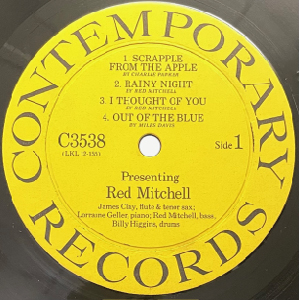 CONTEMPORARY
1. SCRAPPLE
FROM THE APPLE
BY CHARLIE PARKER
2. RAINY NIGHT
BY RED MITCHELL
3. I THOUGHT OF YOU
BY RED MITCHELL
4. OUT OF THE BLUE
BY MILES DAVIS
C3538
(LKL 2-155)
Side 1
Presenting
Red Mitchell
James Clay, flute & tenor sax;
Lorraine Geller, piano; Red Mitchell, bass,
Billy Higgins, drums
RECORDS